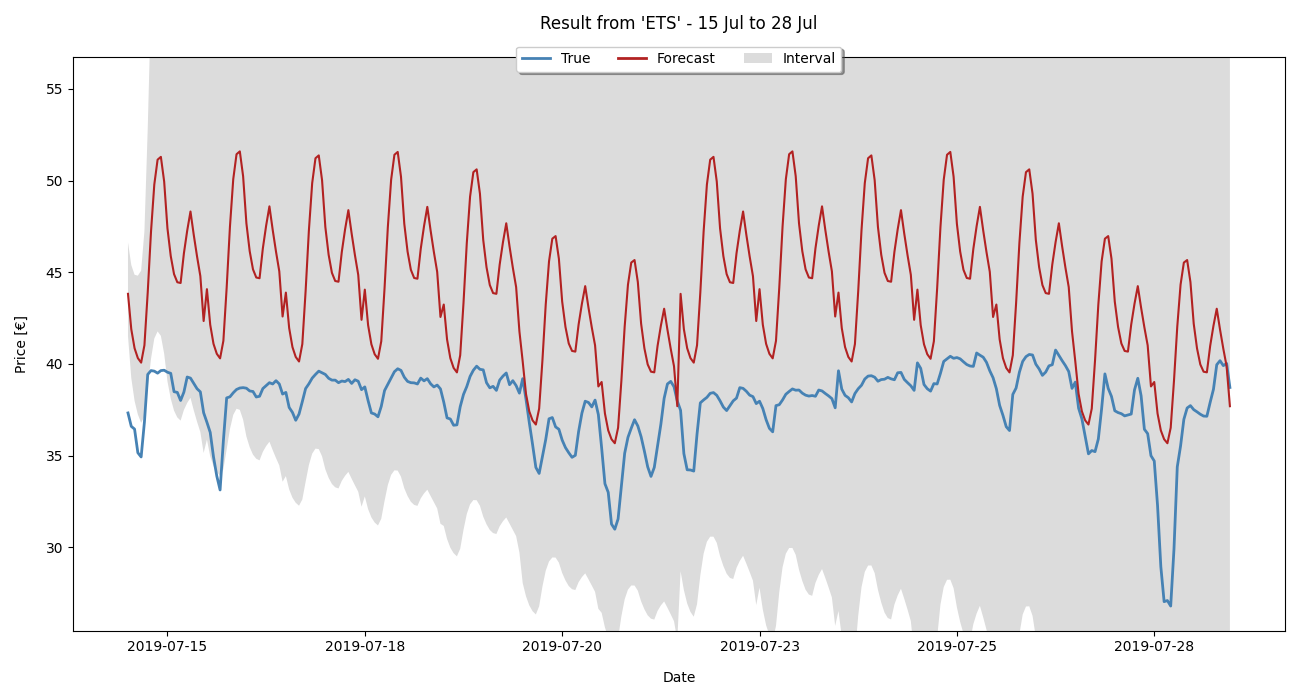 Result from 'ETS' - 15 Jul to 28 Jul
True Forecast Interval
55
50
45
40
35
30
Price [€]
2019-07-15 2019-07-18 2019-07-20 2019-07-23 2019-07-25 2019-07-28
Date